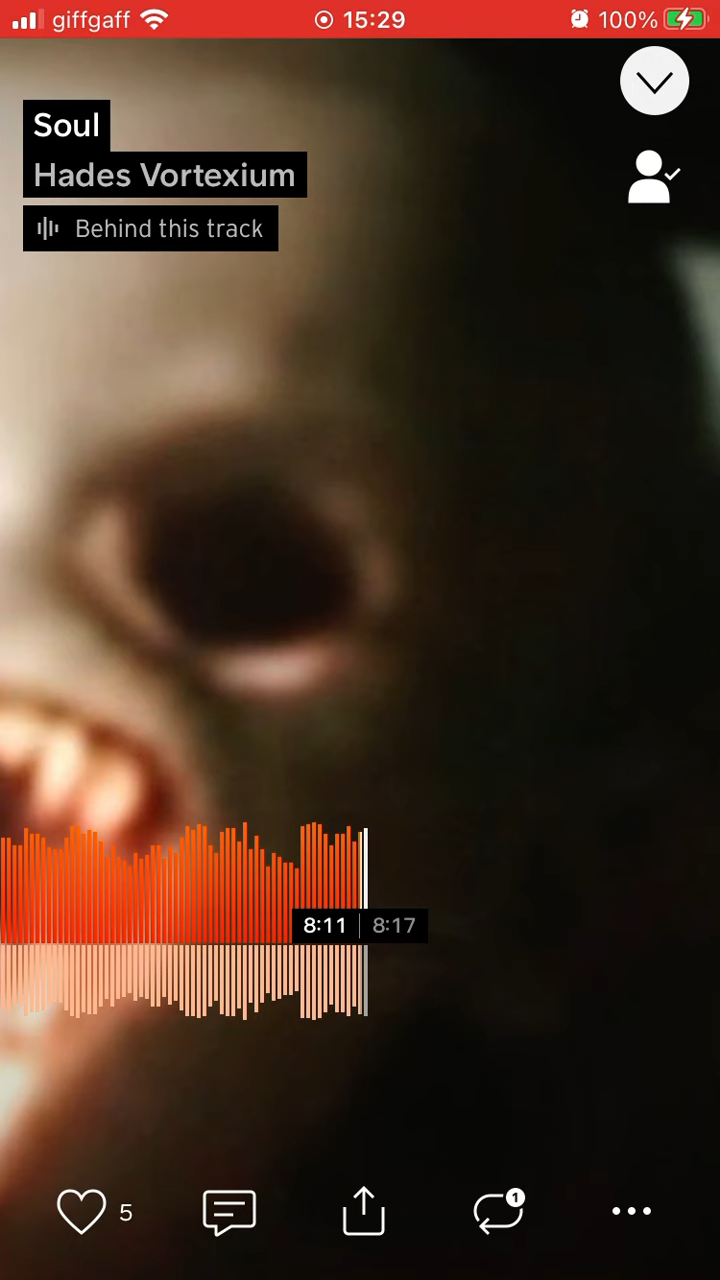 giffgaff 15:29 100%
Soul
Hades Vortexium
Behind this track
8:11 8:17
5 1